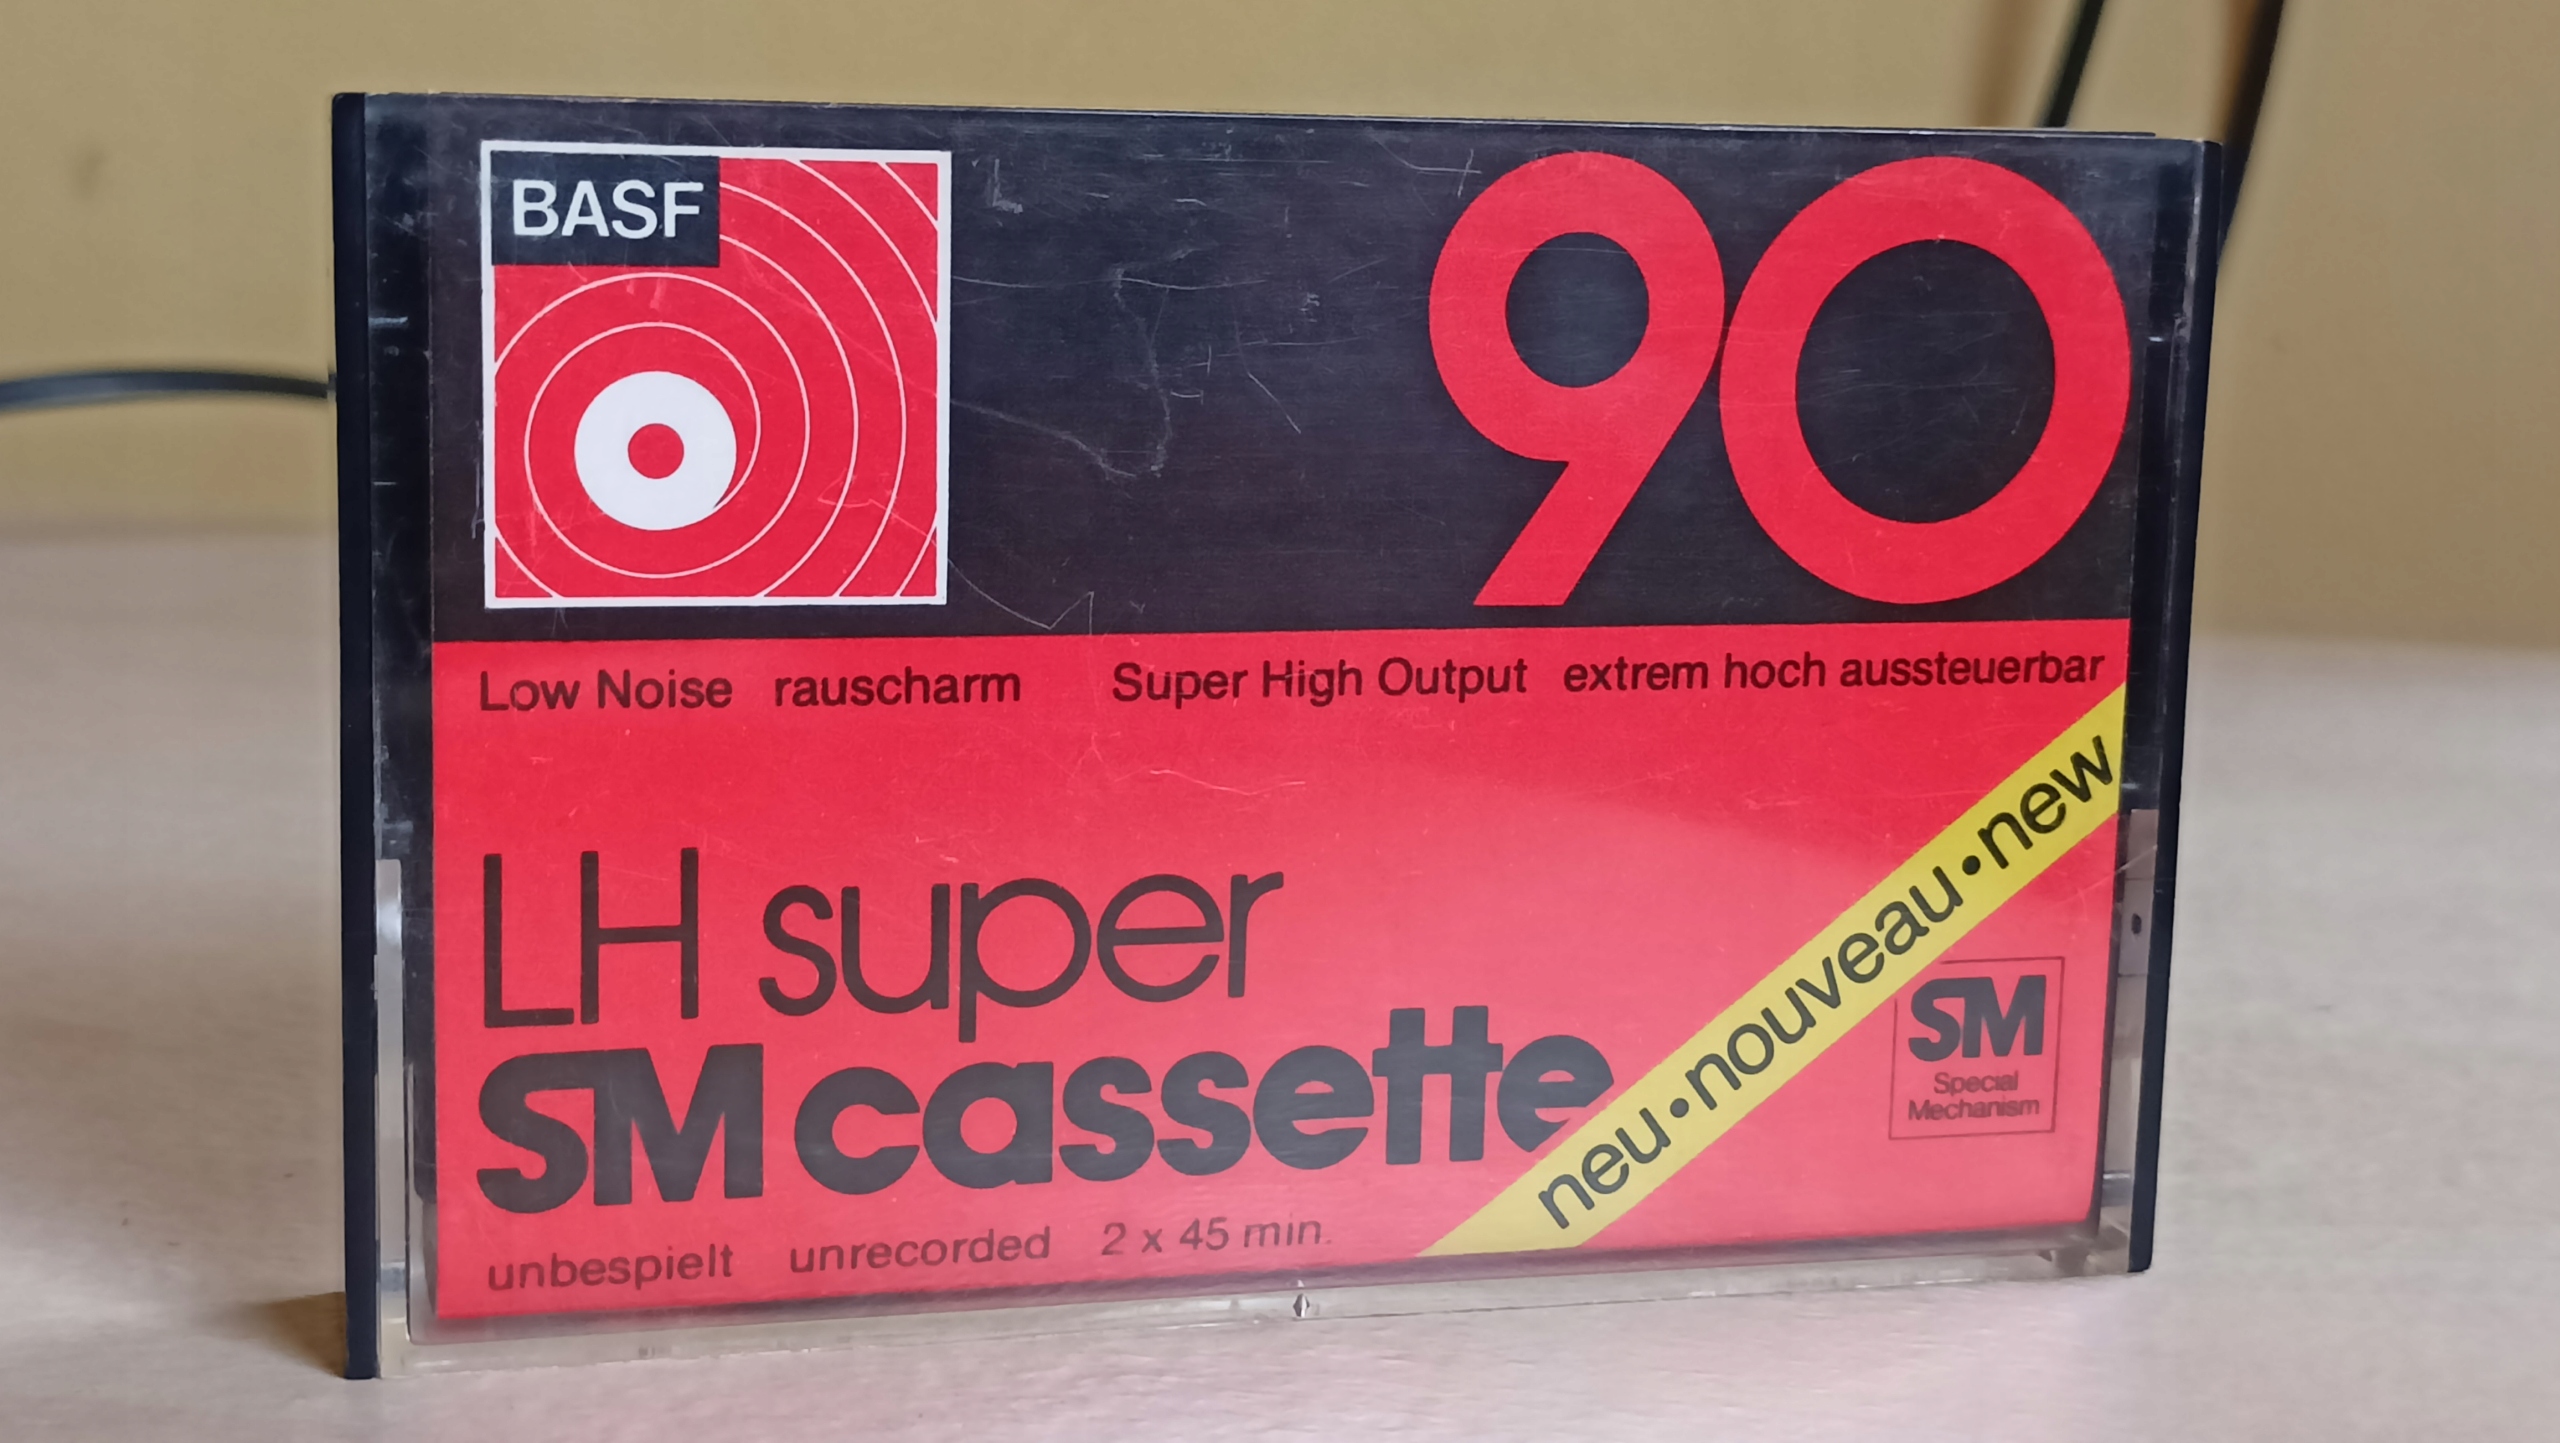 BASF
90
Low Noise rauscharm Super High Output extrem hoch aussteuerbar
LH super
SM cassette
neu•nouveau•new
SM
Special
Mechanism
unbespielt unrecorded 2 x 45 min.